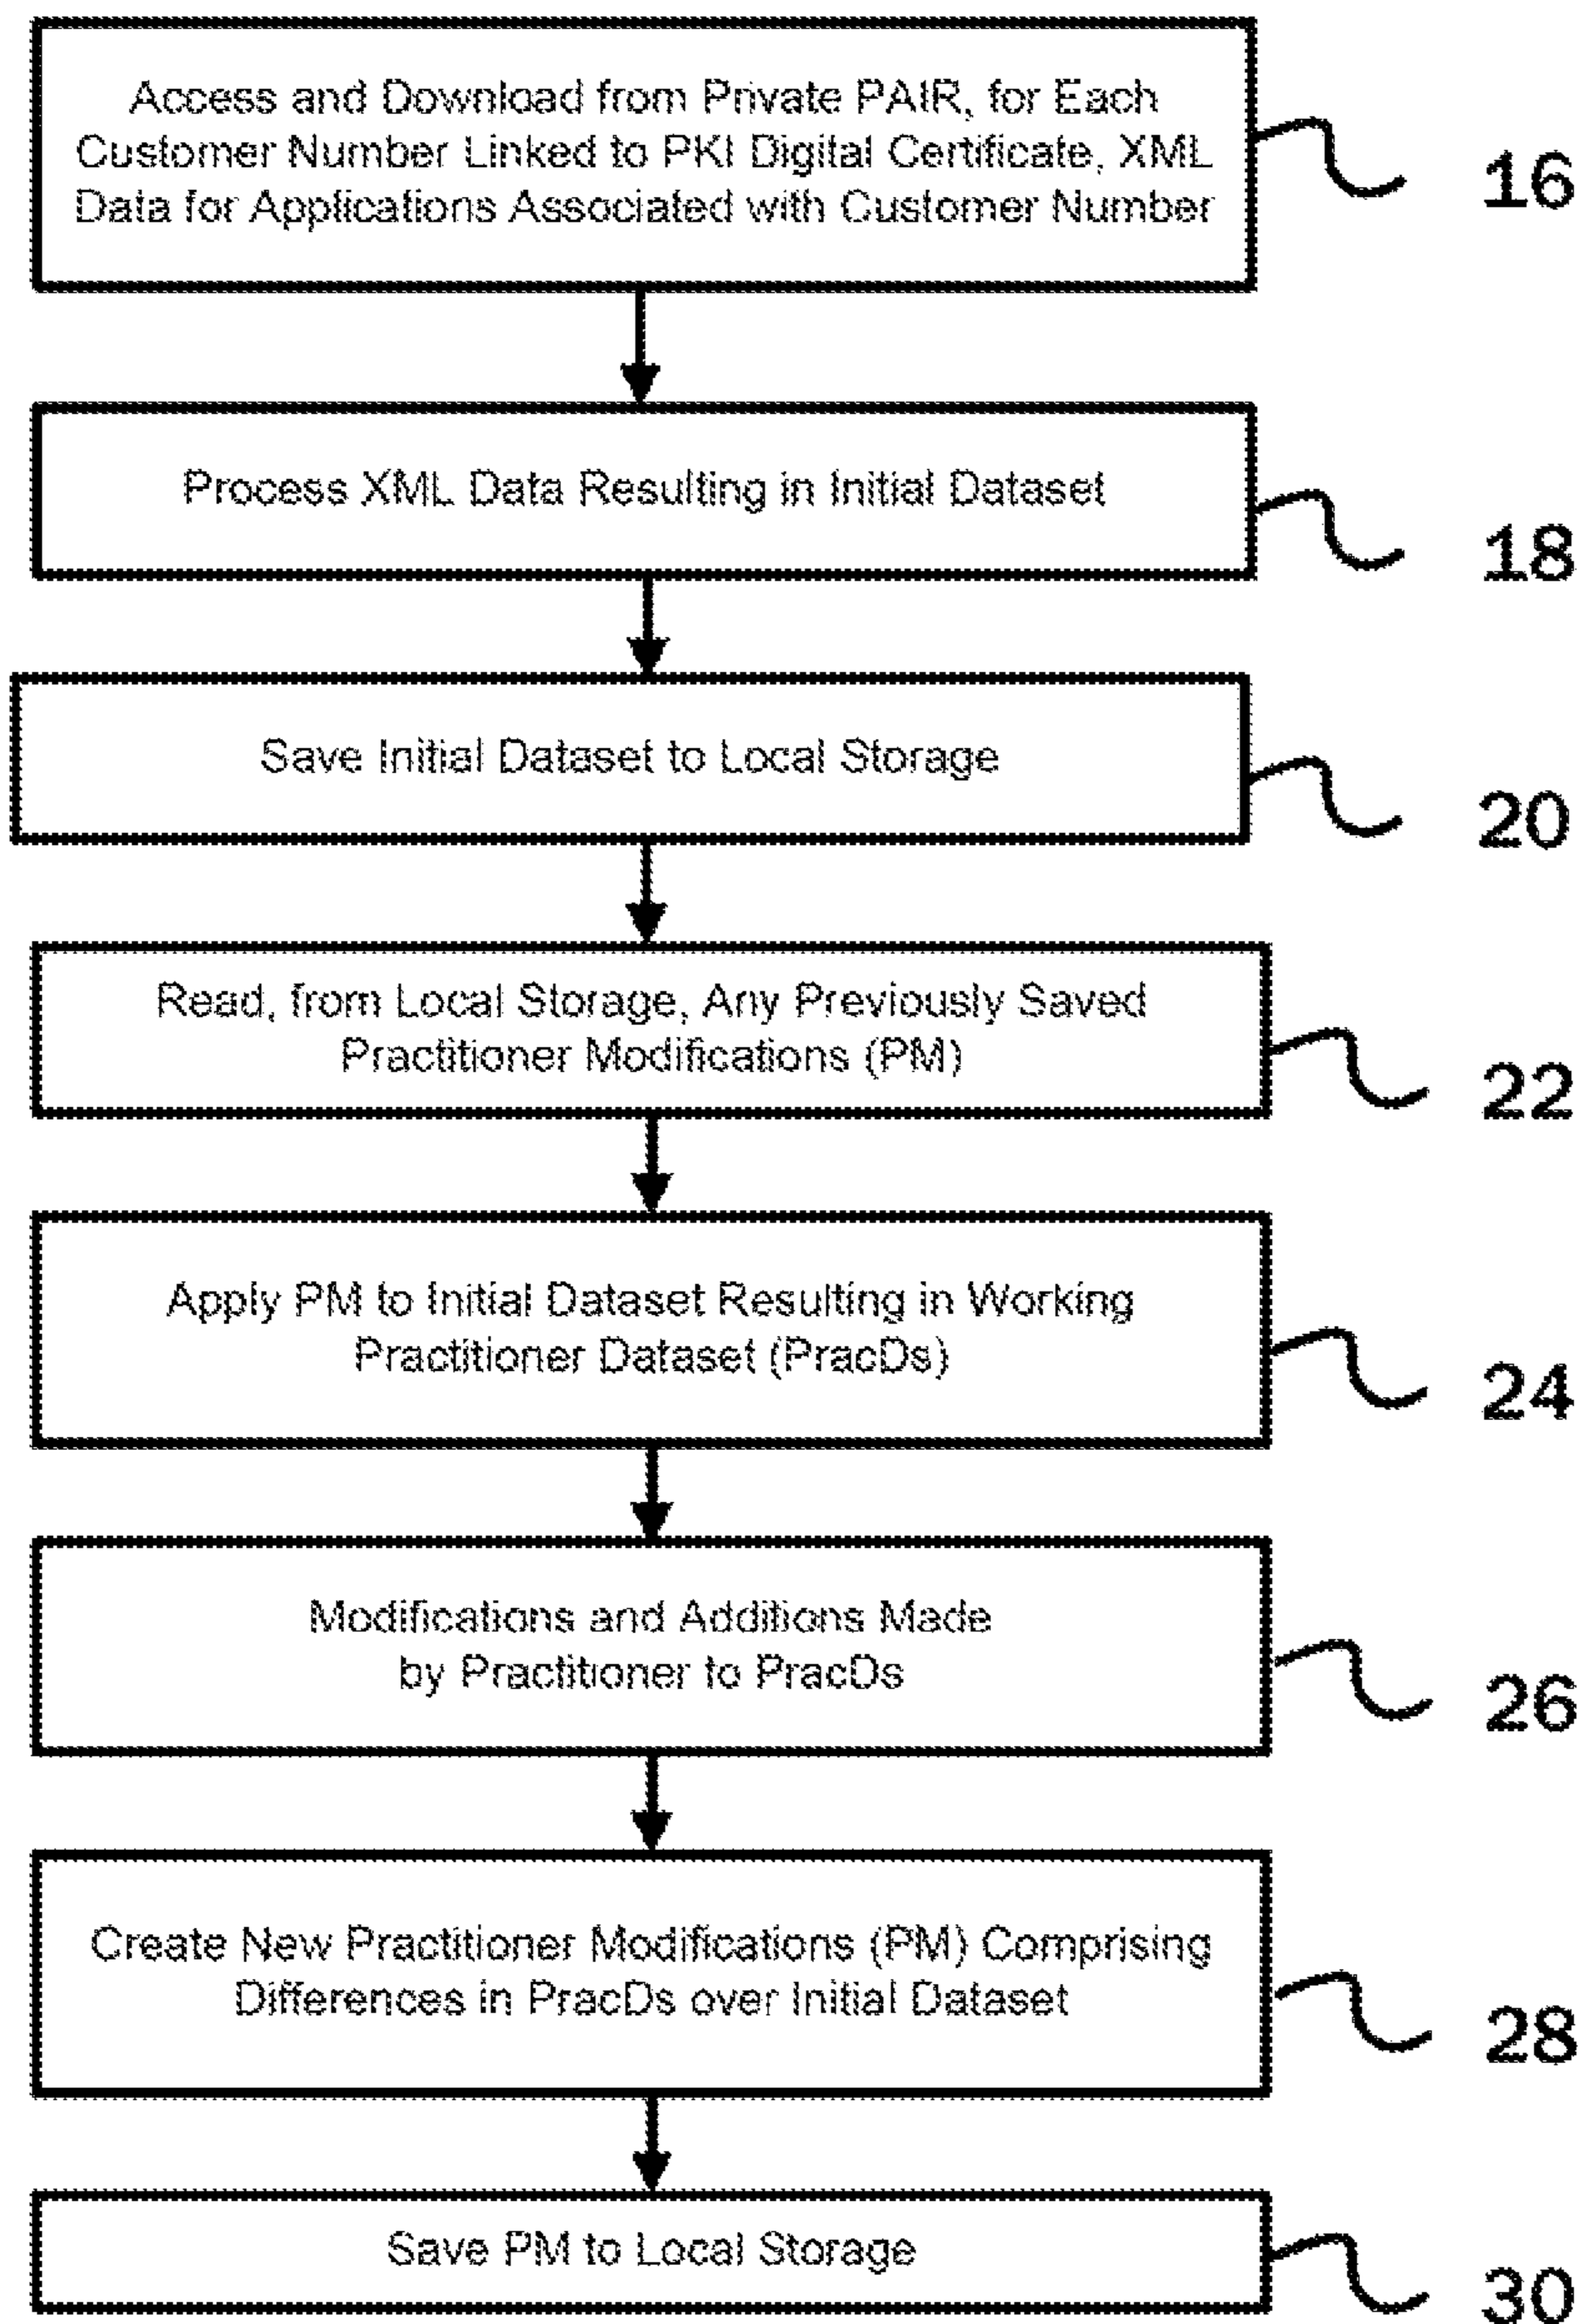 Access and Download from Private PAIR, for Each
Customer Number Linked to PKI Digital Certificate, XML
Data for Applications Associated with Customer Number
16
Process XML Data Resulting in Initial Dataset
18
Save Initial Dataset to Local Storage
20
Read, from Local Storage, Any Previously Saved
Practitioner Modifications (PM)
22
Apply PM to Initial Dataset Resulting in Working
Practitioner Dataset (PracDs)
24
Modifications and Additions Made
by Practitioner to PracDs
26
Create New Practitioner Modifications (PM) Comprising
Differences in PracDs over Initial Dataset
28
Save PM to Local Storage
30